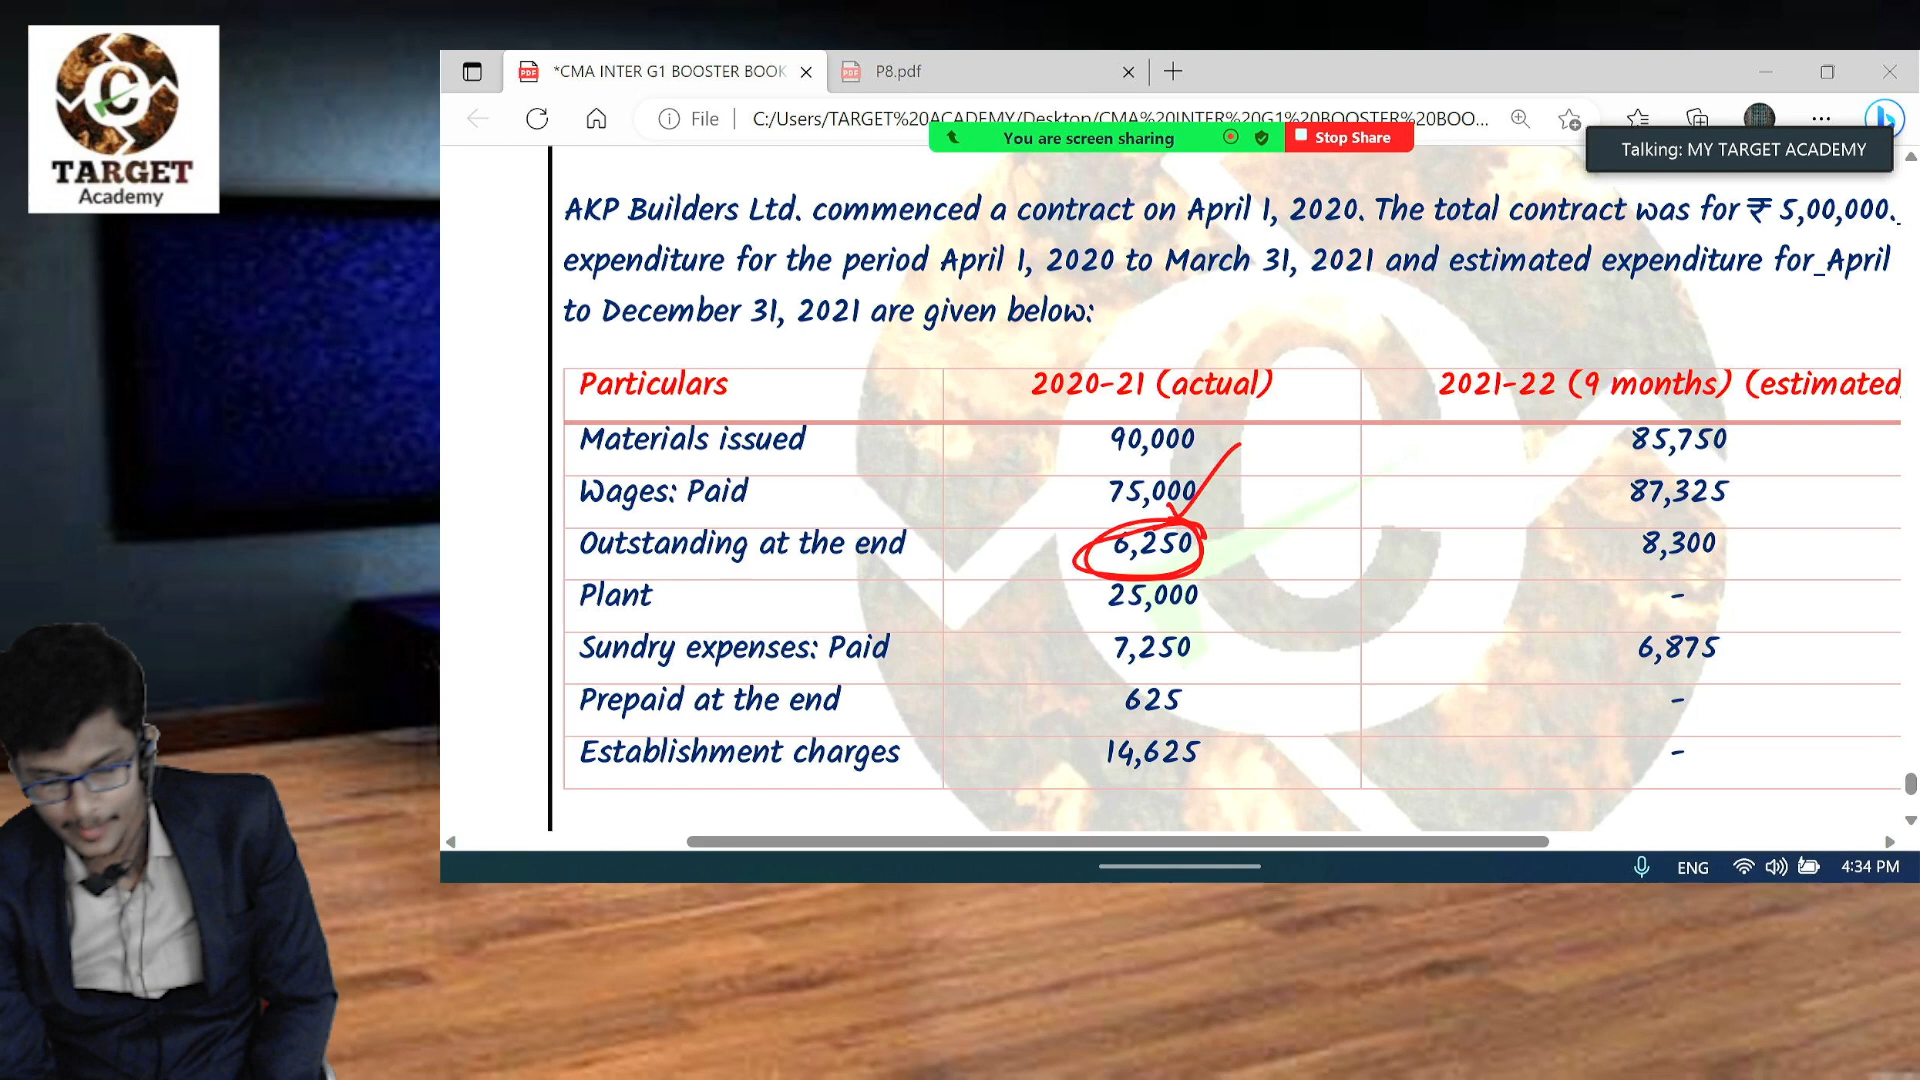 C
TARGET
Academy
*CMA INTER G1 BOOSTER BOOK
P8.pdf
File
C:/Users/TARGET%20ACADEMY/Desktop/CMA%20INTER%20G1%20BOOSTER%20BOO...
You are screen sharing
Stop Share
Talking: MY TARGET ACADEMY
AKP Builders Ltd. commenced a contract on April 1, 2020. The total contract was for ₹ 5,00,000.
expenditure for the period April 1, 2020 to March 31, 2021 and estimated expenditure for_April
to December 31, 2021 are given below:
Particulars 2020-21 (actual) 2021-22 (9 months) (estimated
Materials issued 90,000 85,750
Wages: Paid 75,000 87,325
Outstanding at the end 6,250 8,300
Plant 25,000 -
Sundry expenses: Paid 7,250 6,875
Prepaid at the end 625 -
Establishment charges 14,625 -
ENG 4:34 PM